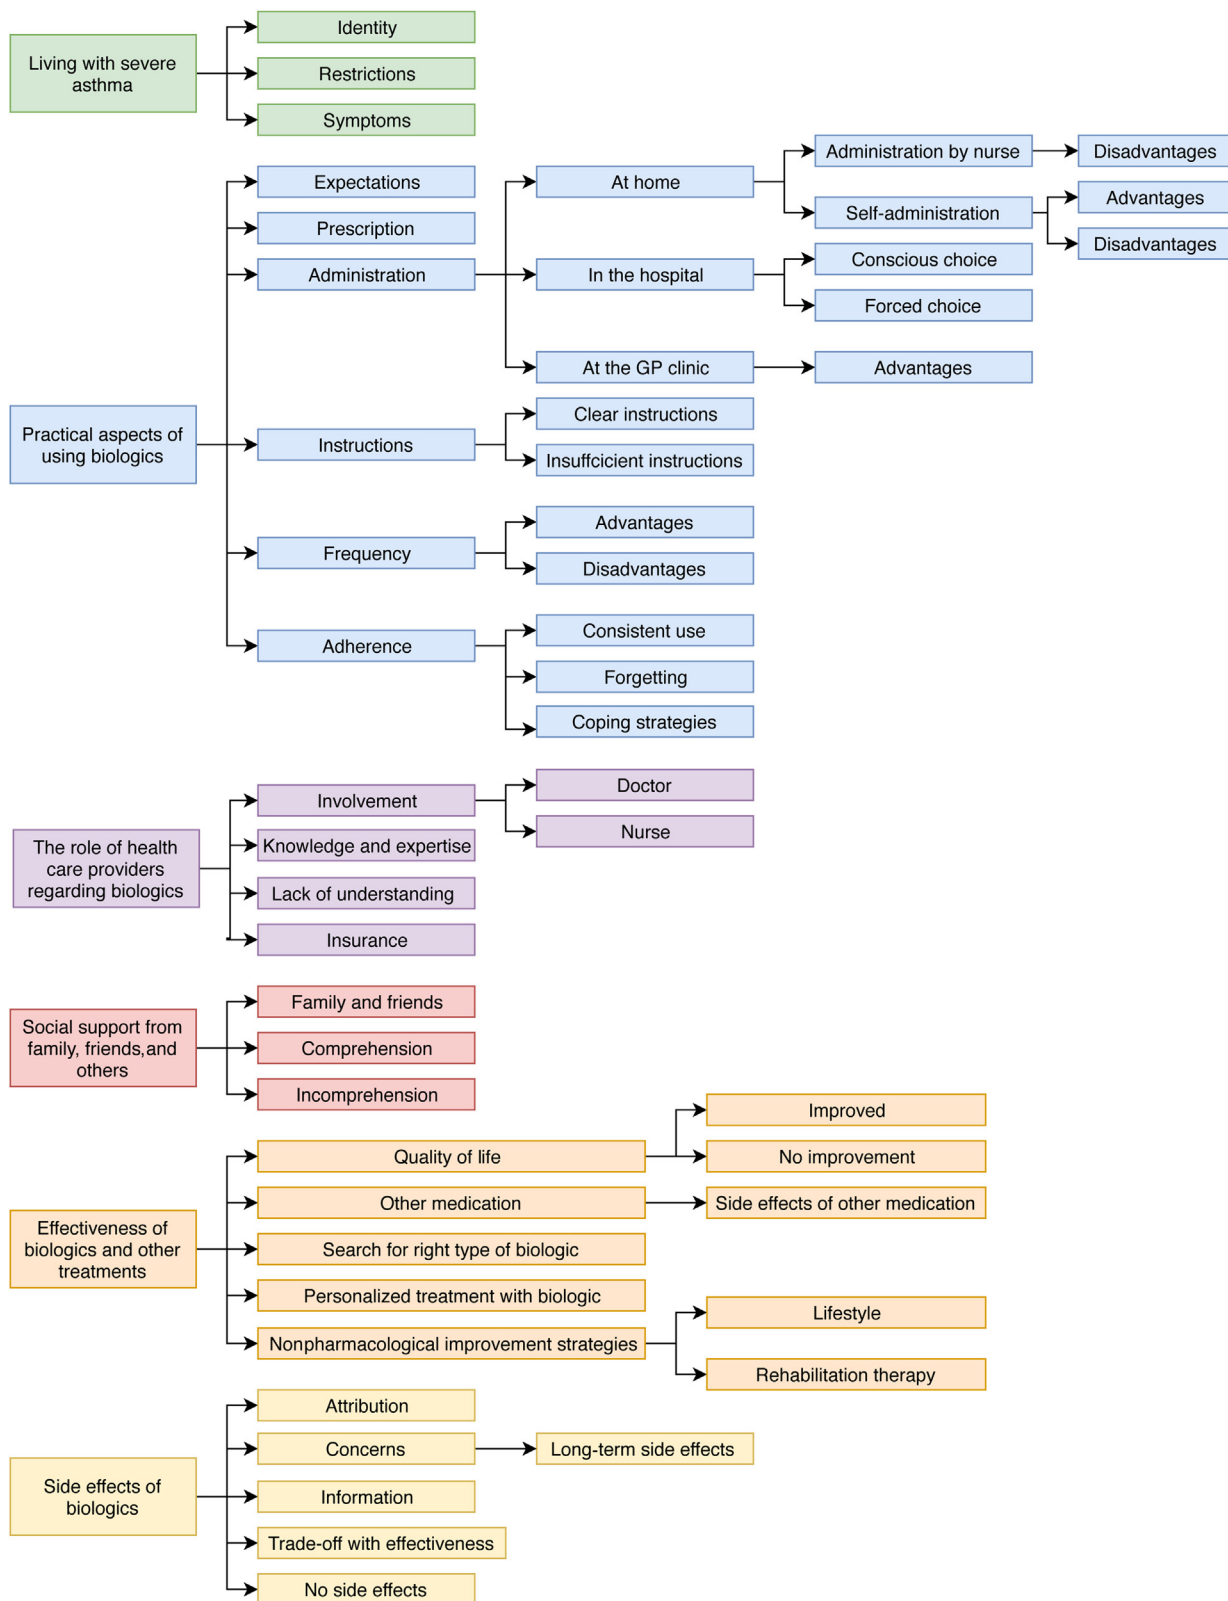 Living with severe
asthma
Identity
Restrictions
Symptoms
Practical aspects of
using biologics
Expectations
Prescription
Administration
At home
Administration by nurse
Disadvantages
Self-administration
Advantages
Disadvantages
In the hospital
Conscious choice
Forced choice
At the GP clinic
Advantages
Instructions
Clear instructions
Insuffcicient instructions
Frequency
Advantages
Disadvantages
Adherence
Consistent use
Forgetting
Coping strategies
The role of health
care providers
regarding biologics
Involvement
Doctor
Nurse
Knowledge and expertise
Lack of understanding
Insurance
Social support from
family, friends,and
others
Family and friends
Comprehension
Incomprehension
Effectiveness of
biologics and other
treatments
Quality of life
Improved
No improvement
Other medication
Side effects of other medication
Search for right type of biologic
Personalized treatment with biologic
Nonpharmacological improvement strategies
Lifestyle
Rehabilitation therapy
Side effects of
biologics
Attribution
Concerns
Long-term side effects
Information
Trade-off with effectiveness
No side effects